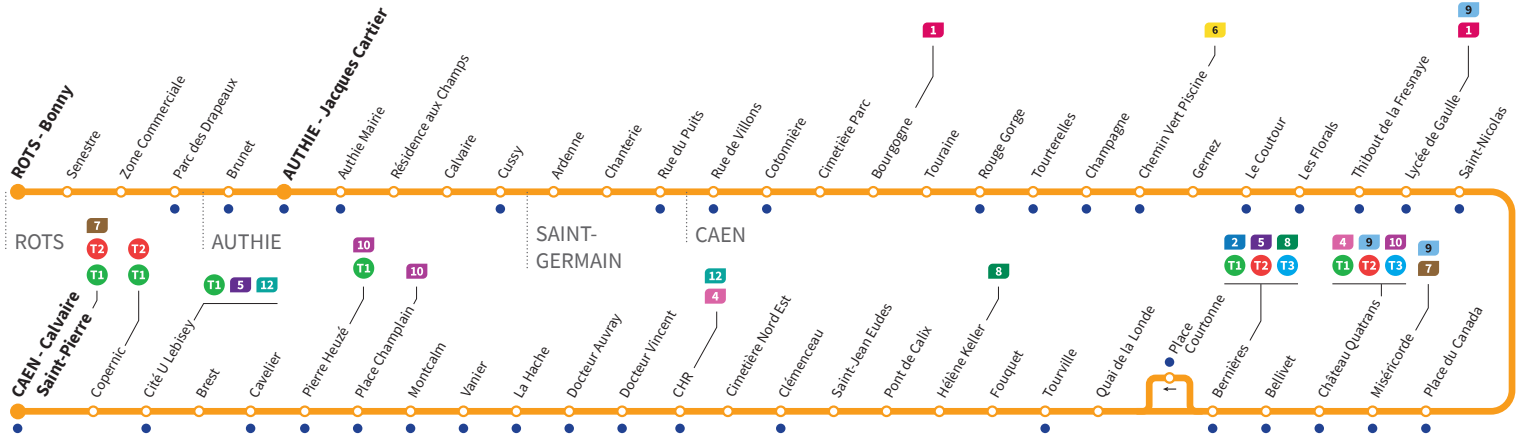 ROTS - Bonny
Senestre
Zone Commerciale
Parc des Drapeaux
Brunet
AUTHIE - Jacques Cartier
Authie Mairie
Résidence aux Champs
Calvaire
Cussy
Ardenne
Chanterie
Rue du Puits
Rue de Villons
Cotonnière
Cimetière Parc
Bourgogne
1
Touraine
Rouge Gorge
Tourterelles
Champagne
Chemin Vert Piscine
6
Gernez
Le Coutour
Les Florals
Thibout de la Fresnaye
Lycée de Gaulle
9
1
Saint-Nicolas
ROTS
AUTHIE
SAINT-
GERMAIN
CAEN
CAEN - Calvaire
Saint-Pierre
7
T2
T1
Copernic
T2
T1
Cité U Lebisey
T1 5 12
Brest
Cavelier
Pierre Heuzé
10
T1
Place Champlain
10
Montcalm
Vanier
La Hache
Docteur Auvray
Docteur Vincent
CHR
12
4
Cimetière Nord Est
Clémenceau
Saint-Jean Eudes
Pont de Calix
Hélène Keller
8
Fouquet
Tourville
Quai de la Londe
Place
Courtonne
←
Bernières
2 5 8
T1 T2 T3
Bellivet
Château Quatrans
4 9 10
T1 T2 T3
Miséricorde
9
7
Place du Canada